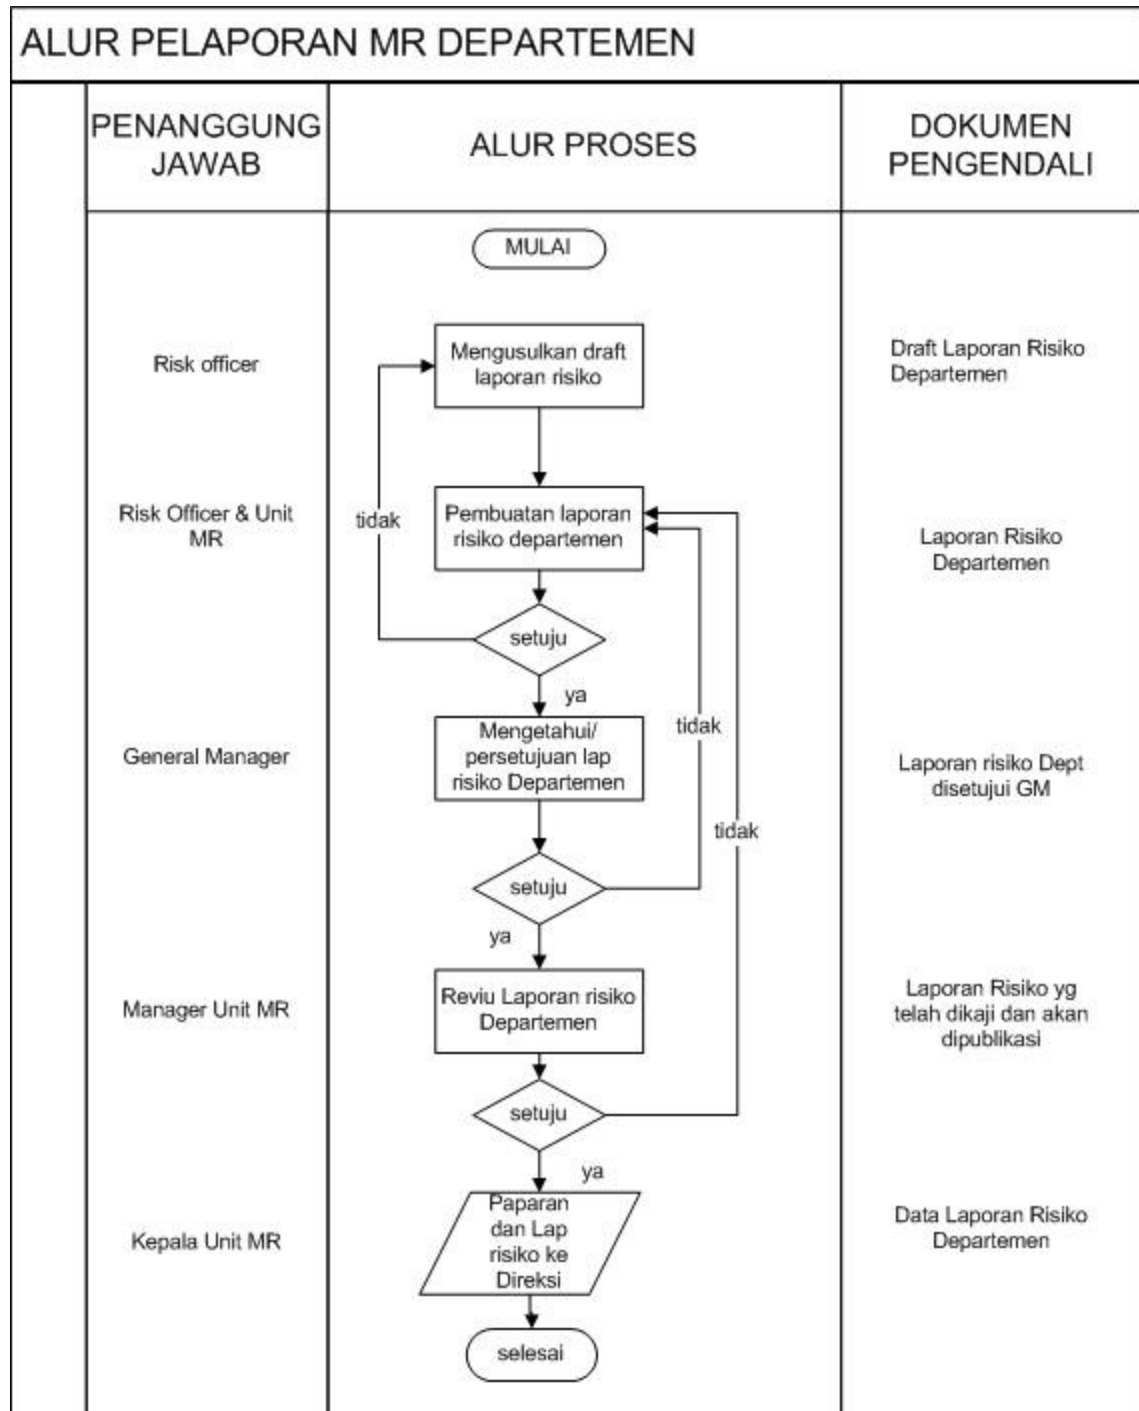 ALUR PELAPORAN MR DEPARTEMEN
PENANGGUNG
JAWAB
ALUR PROSES
DOKUMEN
PENGENDALI
MULAI
Risk officer
Mengusulkan draft
laporan risiko
Draft Laporan Risiko
Departemen
Risk Officer & Unit
MR
tidak
Pembuatan laporan
risiko departemen
Laporan Risiko
Departemen
setuju
ya
General Manager
Mengetahui/
persetujuan lap
risiko Departemen
tidak
Laporan risiko Dept
disetujui GM
tidak
setuju
ya
Manager Unit MR
Reviu Laporan risiko
Departemen
Laporan Risiko yg
telah dikaji dan akan
dipublikasi
setuju
ya
Kepala Unit MR
Paparan
dan Lap
risiko ke
Direksi
Data Laporan Risiko
Departemen
selesai